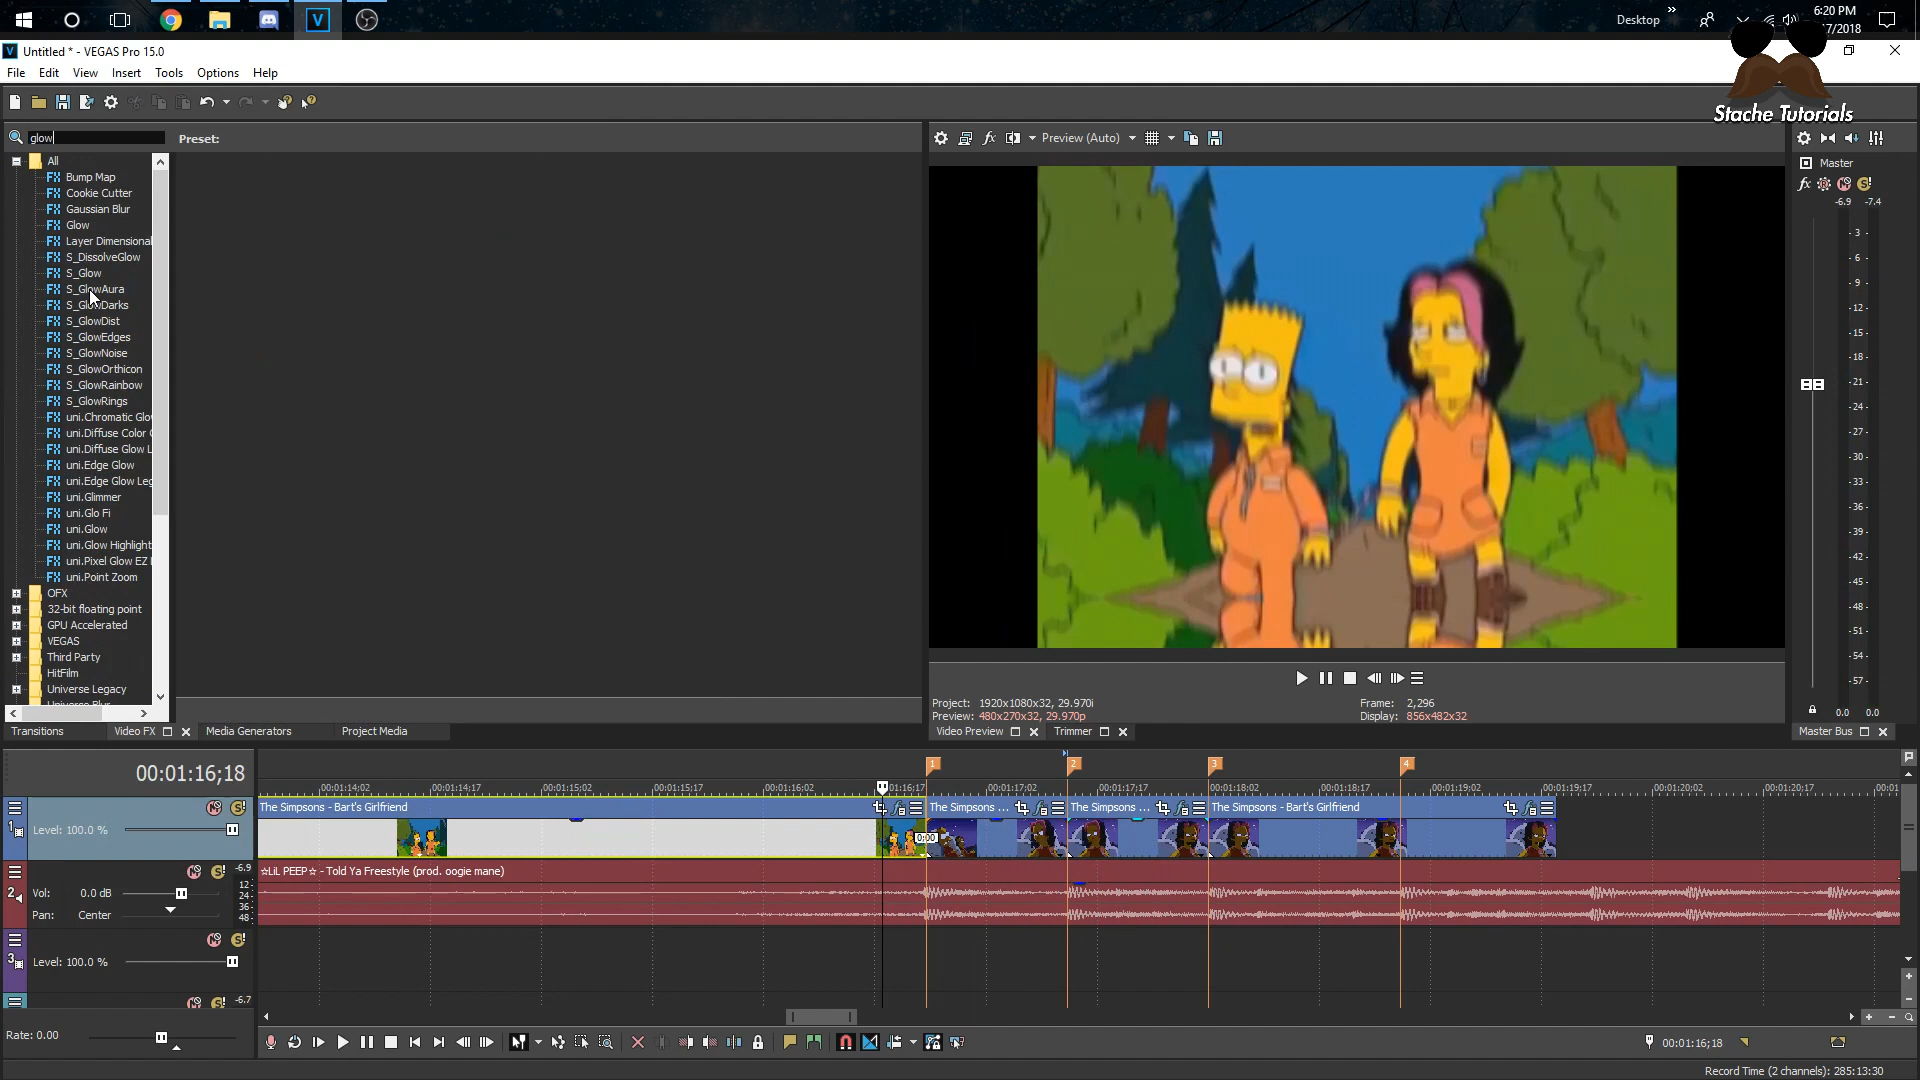 Desktop
6:20 PM
7/2018
Untitled * - VEGAS Pro 15.0
File Edit View Insert Tools Options Help
Stache Tutorials
glow
Preset:
Preview (Auto)
All
Bump Map
Cookie Cutter
Gaussian Blur
Glow
Layer Dimensional
S_DissolveGlow
S_Glow
S_GlowAura
S_GlowDarks
S_GlowDist
S_GlowEdges
S_GlowNoise
S_GlowOrthicon
S_GlowRainbow
S_GlowRings
uni.Chromatic Glo
uni.Diffuse Color
uni.Diffuse Glow L
uni.Edge Glow
uni.Edge Glow Leg
uni.Glimmer
uni.Glo Fi
uni.Glow
uni.Glow Highlight
uni.Pixel Glow EZ
uni.Point Zoom
OFX
32-bit floating point
GPU Accelerated
VEGAS
Third Party
HitFilm
Universe Legacy
Master
-6.9 -7.4
- 3 -
- 6 -
- 9 -
- 12 -
- 15 -
- 18 -
- 21 -
- 24 -
- 27 -
- 30 -
- 33 -
- 36 -
- 39 -
- 42 -
- 45 -
- 48 -
- 51 -
- 54 -
- 57 -
0.0 0.0
Project: 1920x1080x32, 29.970i
Frame: 2,296
Preview: 480x270x32, 29.970p
Display: 856x482x32
Transitions Video FX Media Generators Project Media
Video Preview Trimmer
Master Bus
00:01:16;18
1 2 3 4
00:01:14;02 00:01:14;17 00:01:15;02 00:01:15;17 00:01:16;02 00:01:16;17 00:01:17;02 00:01:17;17 00:01:18;02 00:01:18;17 00:01:19;02 00:01:19;17 00:01:20;02 00:01:20;17 00:01
The Simpsons - Bart's Girlfriend The Simpsons ... The Simpsons ... The Simpsons - Bart's Girlfriend
1
Level: 100.0 %
0:00
☆LiL PEEP☆ - Told Ya Freestyle (prod. oogie mane)
-6.9
2
Vol: 0.0 dB
Pan: Center
12
24
36
48
3
Level: 100.0 %
-6.7
Rate: 0.00
00:01:16;18
Record Time (2 channels): 285:13:30